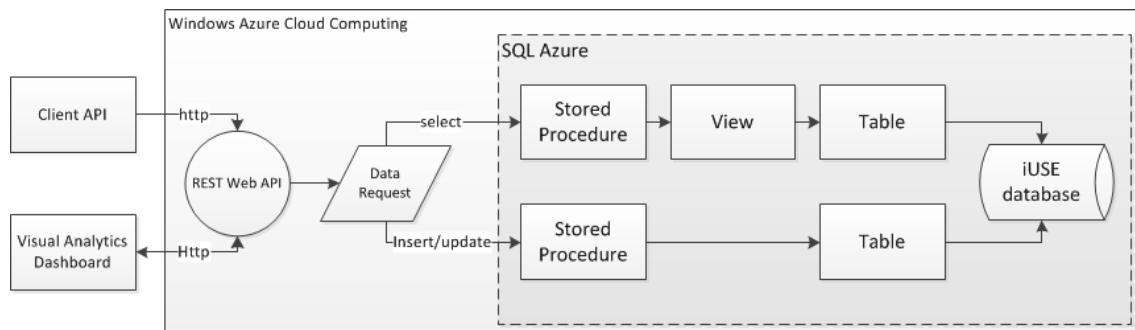 Windows Azure Cloud Computing
SQL Azure
Client API
http
select
Stored
Procedure
View
Table
REST Web API
Data
Request
iUSE
database
Visual Analytics
Dashboard
Http
Insert/update
Stored
Procedure
Table